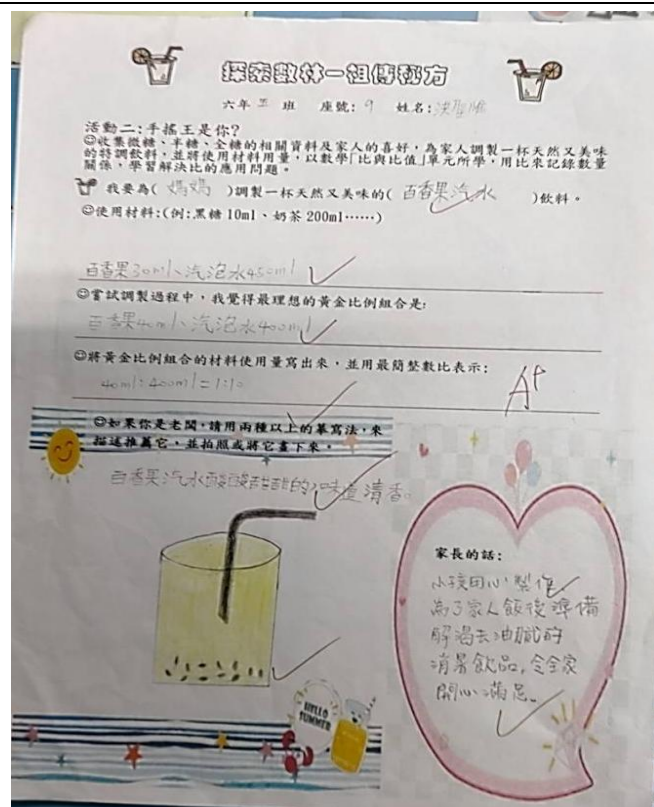 探索數林-祖傳秘方
六年 五 班 座號: 9 姓名:洪
活動二:手搖王是你?
☺收集微糖、半糖、全糖的相關資料及家人的喜好,為家人調製一杯天然又美味
的特調飲料,並將使用材料用量,以數學「比與比值」單元所學,用比來記錄數量
關係,學習解決比的應用問題。
我要為( 媽媽 )調製一杯天然又美味的( 百香果汽水 )飲料。
☺使用材料:(例:黑糖 10ml、奶茶 200ml……)
百香果30ml、汽泡水450ml
☺嘗試調製過程中,我覺得最理想的黃金比例組合是:
百香果40ml、汽泡水400ml
☺將黃金比例組合的材料使用量寫出來,並用最簡整數比表示:
40ml:400ml=1:10
A+
☺如果你是老闆,請用兩種以上的摹寫法,來
描述推薦它,並拍照或將它畫下來。
百香果汽水酸酸甜甜的味道清香。
家長的話:
小孩用心製作
為了家人飯後準備
解渴去油膩的
消暑飲品,令全家
開心滿足。
HELLO
SUMMER